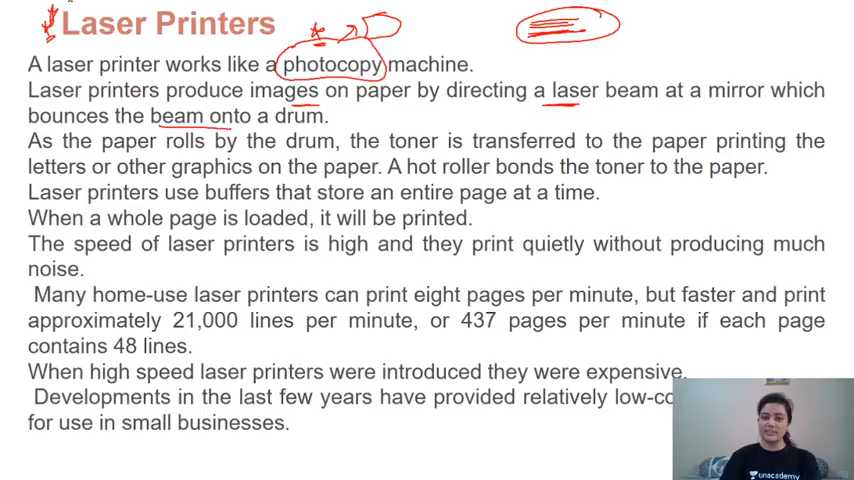 Laser Printers
A laser printer works like a photocopy machine.
Laser printers produce images on paper by directing a laser beam at a mirror which
bounces the beam onto a drum.
As the paper rolls by the drum, the toner is transferred to the paper printing the
letters or other graphics on the paper. A hot roller bonds the toner to the paper.
Laser printers use buffers that store an entire page at a time.
When a whole page is loaded, it will be printed.
The speed of laser printers is high and they print quietly without producing much
noise.
Many home-use laser printers can print eight pages per minute, but faster and print
approximately 21,000 lines per minute, or 437 pages per minute if each page
contains 48 lines.
When high speed laser printers were introduced they were expensive.
Developments in the last few years have provided relatively
for use in small businesses.
unacademy